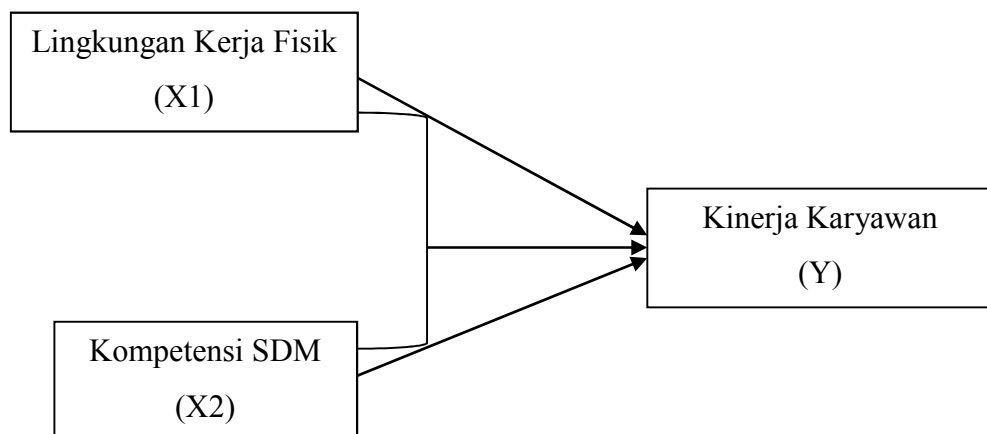 Lingkungan Kerja Fisik
(X1)
Kinerja Karyawan
(Y)
Kompetensi SDM
(X2)